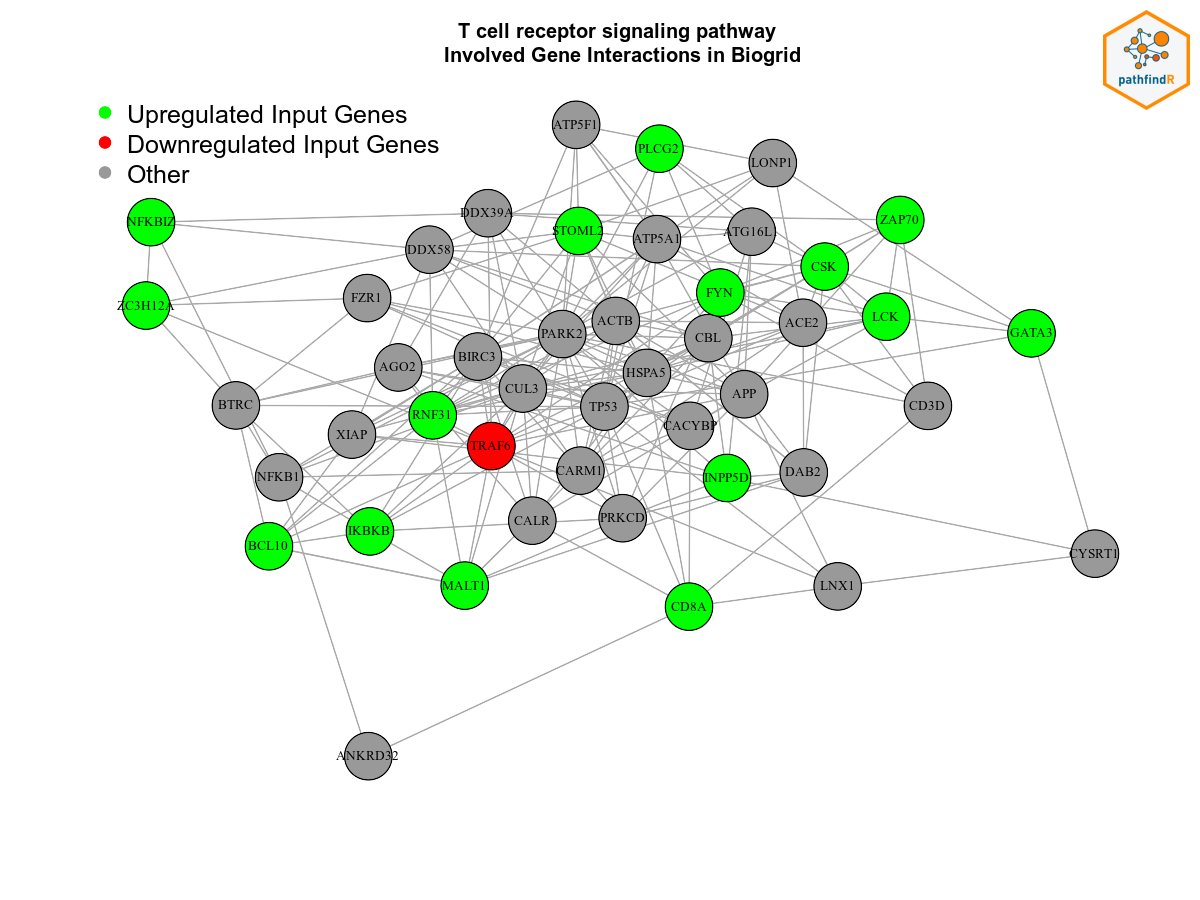 T cell receptor signaling pathway
Involved Gene Interactions in Biogrid
pathfindR
Upregulated Input Genes
Downregulated Input Genes
Other
ATP5F1
PLCG2
LONP1
NFKBIZ
DDX39A
STOML2
ATP5A1
ATG16L1
ZAP70
DDX58
CSK
FZR1
FYN
ZC3H12A
ACTB
PARK2
CBL
ACE2
LCK
GATA3
AGO2
BIRC3
HSPA5
CUL3
APP
BTRC
RNF31
TP53
CD3D
XIAP
TRAF6
CACYBP
NFKB1
CARM1
INPP5D
DAB2
BCL10
IKBKB
CALR
PRKCD
MALT1
CD8A
LNX1
CYSRT1
ANKRD32